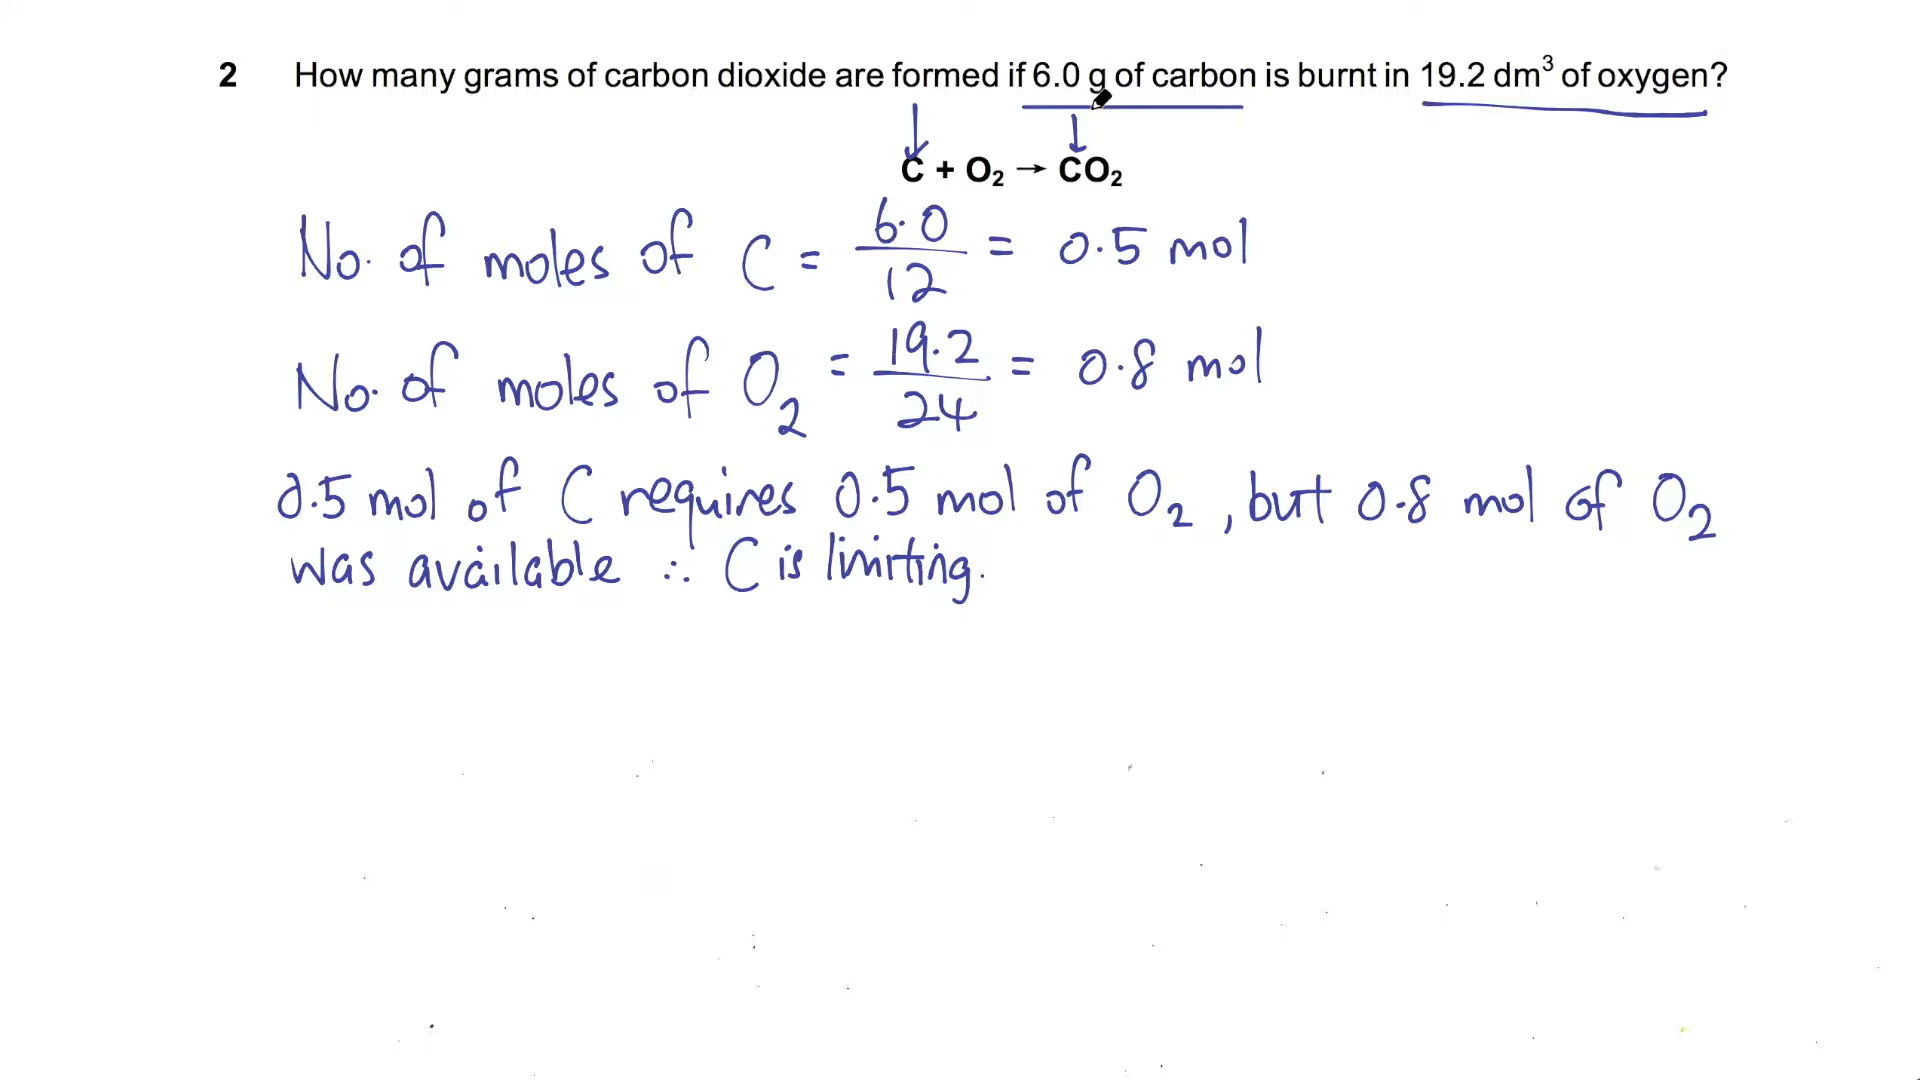 2 How many grams of carbon dioxide are formed if 6.0 g of carbon is burnt in 19.2 dm³ of oxygen?
C + O₂ → CO₂
No. of moles of C = 6.0/12 = 0.5 mol
No. of moles of O₂ = 19.2/24 = 0.8 mol
0.5 mol of C requires 0.5 mol of O₂, but 0.8 mol of O₂
was available ∴ C is limiting.